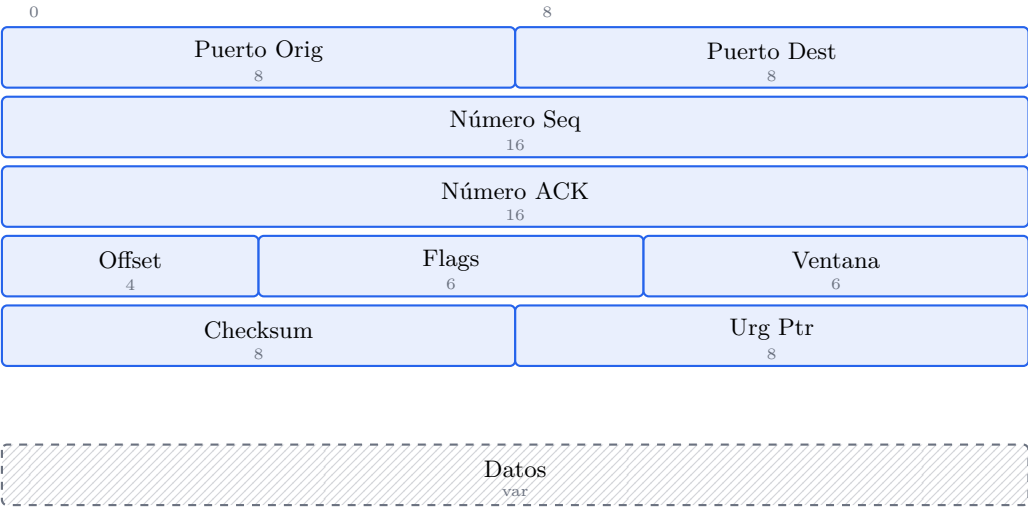 0 8
Puerto Orig Puerto Dest
8 8
Número Seq
16
Número ACK
16
Offset Flags Ventana
4 6 6
Checksum Urg Ptr
8 8
Datos
var